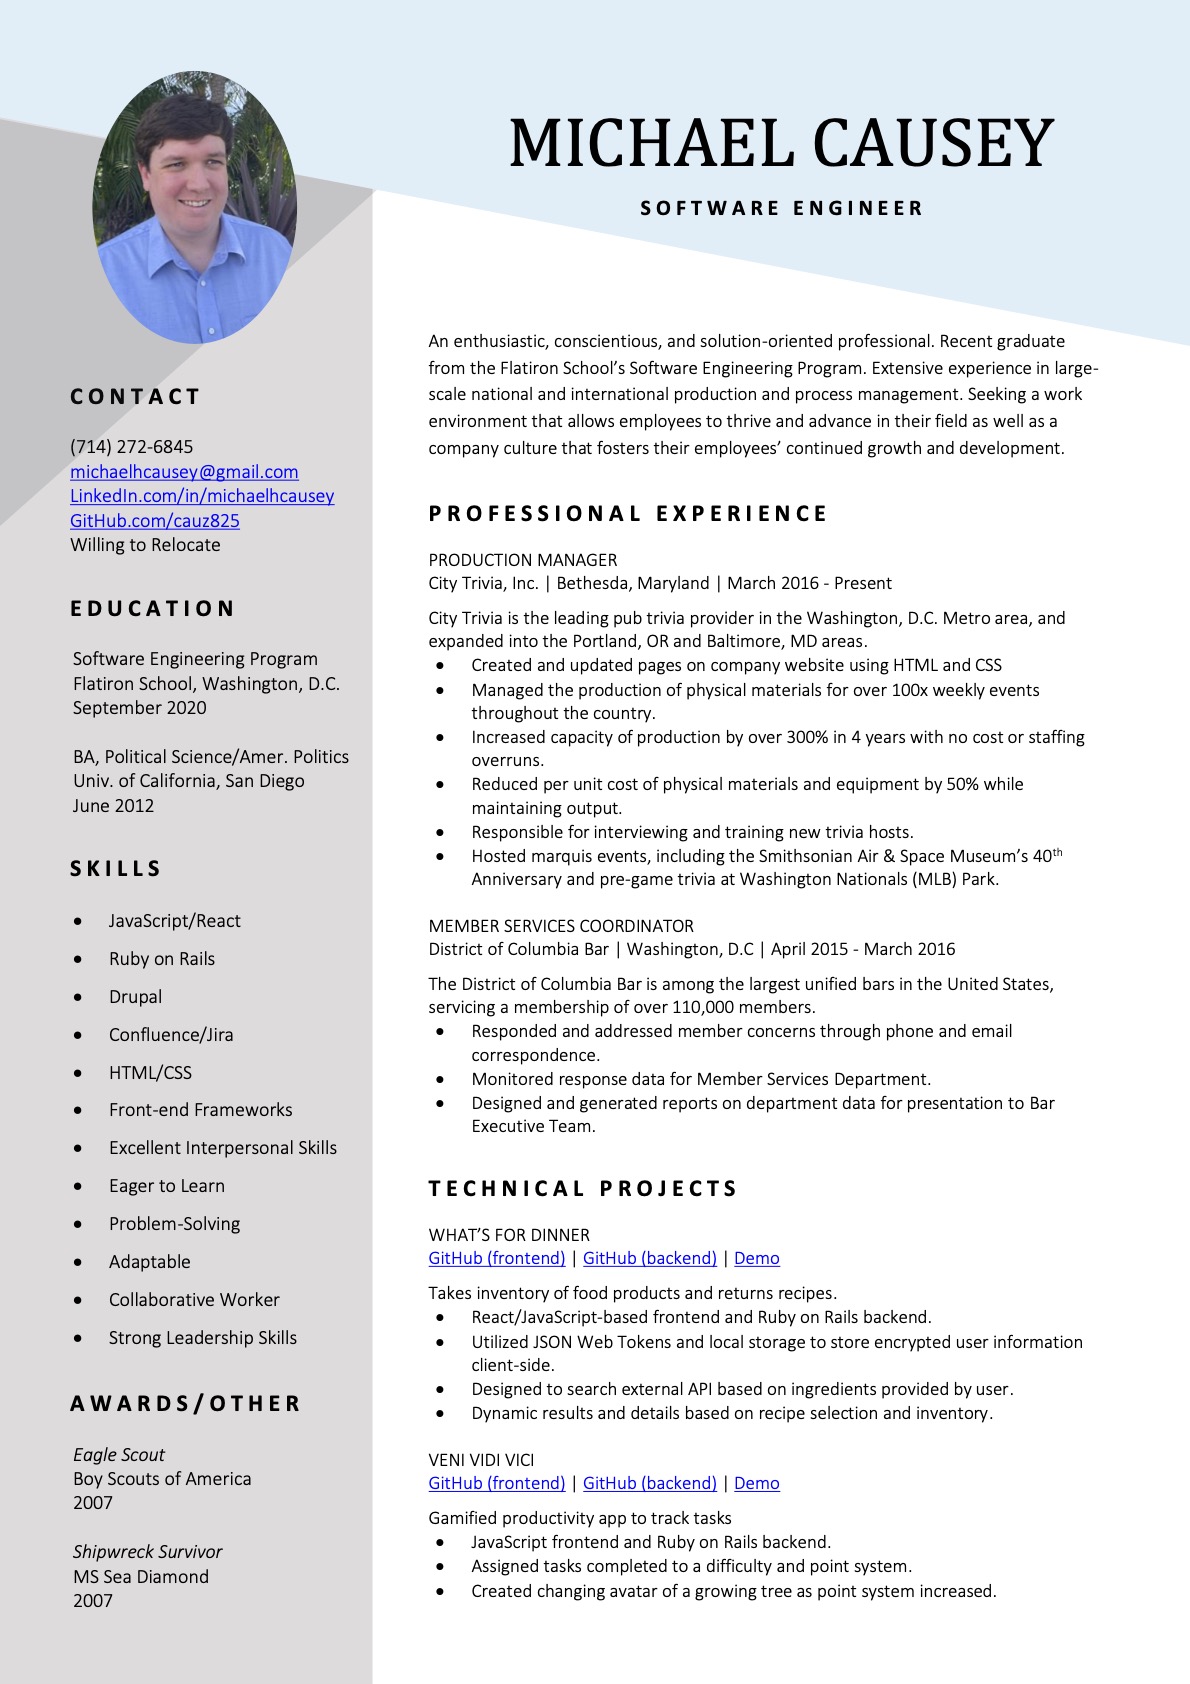 MICHAEL CAUSEY
SOFTWARE ENGINEER
CONTACT
(714) 272-6845
michaelhcausey@gmail.com
LinkedIn.com/in/michaelhcausey
GitHub.com/cauz825
Willing to Relocate
EDUCATION
Software Engineering Program
Flatiron School, Washington, D.C.
September 2020
BA, Political Science/Amer. Politics
Univ. of California, San Diego
June 2012
SKILLS
• JavaScript/React
• Ruby on Rails
• Drupal
• Confluence/Jira
• HTML/CSS
• Front-end Frameworks
• Excellent Interpersonal Skills
• Eager to Learn
• Problem-Solving
• Adaptable
• Collaborative Worker
• Strong Leadership Skills
AWARDS/OTHER
Eagle Scout
Boy Scouts of America
2007
Shipwreck Survivor
MS Sea Diamond
2007
An enthusiastic, conscientious, and solution-oriented professional. Recent graduate
from the Flatiron School’s Software Engineering Program. Extensive experience in large-
scale national and international production and process management. Seeking a work
environment that allows employees to thrive and advance in their field as well as a
company culture that fosters their employees’ continued growth and development.
PROFESSIONAL EXPERIENCE
PRODUCTION MANAGER
City Trivia, Inc. | Bethesda, Maryland | March 2016 - Present
City Trivia is the leading pub trivia provider in the Washington, D.C. Metro area, and
expanded into the Portland, OR and Baltimore, MD areas.
• Created and updated pages on company website using HTML and CSS
• Managed the production of physical materials for over 100x weekly events
throughout the country.
• Increased capacity of production by over 300% in 4 years with no cost or staffing
overruns.
• Reduced per unit cost of physical materials and equipment by 50% while
maintaining output.
• Responsible for interviewing and training new trivia hosts.
• Hosted marquis events, including the Smithsonian Air & Space Museum’s 40th
Anniversary and pre-game trivia at Washington Nationals (MLB) Park.
MEMBER SERVICES COORDINATOR
District of Columbia Bar | Washington, D.C | April 2015 - March 2016
The District of Columbia Bar is among the largest unified bars in the United States,
servicing a membership of over 110,000 members.
• Responded and addressed member concerns through phone and email
correspondence.
• Monitored response data for Member Services Department.
• Designed and generated reports on department data for presentation to Bar
Executive Team.
TECHNICAL PROJECTS
WHAT’S FOR DINNER
GitHub (frontend) | GitHub (backend) | Demo
Takes inventory of food products and returns recipes.
• React/JavaScript-based frontend and Ruby on Rails backend.
• Utilized JSON Web Tokens and local storage to store encrypted user information
client-side.
• Designed to search external API based on ingredients provided by user.
• Dynamic results and details based on recipe selection and inventory.
VENI VIDI VICI
GitHub (frontend) | GitHub (backend) | Demo
Gamified productivity app to track tasks
• JavaScript frontend and Ruby on Rails backend.
• Assigned tasks completed to a difficulty and point system.
• Created changing avatar of a growing tree as point system increased.